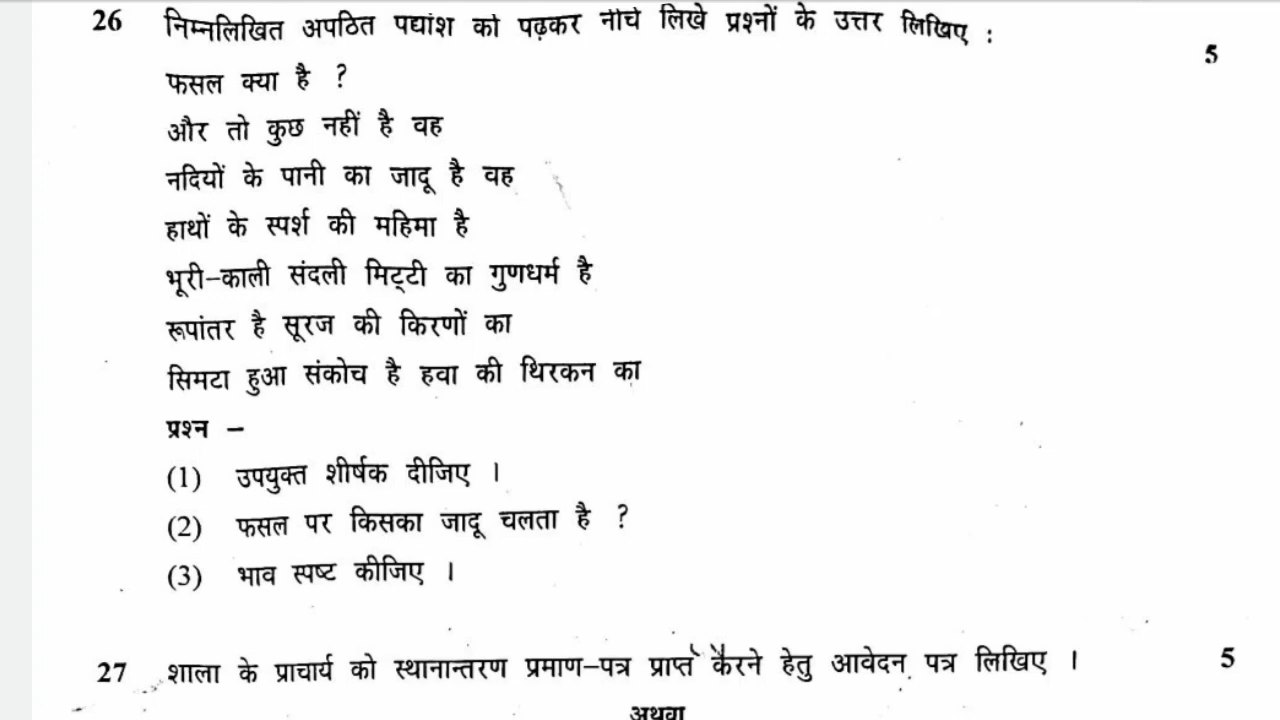 26 निम्नलिखित अपठित पद्यांश को पढ़कर नीचे लिखे प्रश्नों के उत्तर लिखिए : 5
फसल क्या है ?
और तो कुछ नहीं है वह
नदियों के पानी का जादू है वह
हाथों के स्पर्श की महिमा है
भूरी-काली संदली मिट्टी का गुणधर्म है
रूपांतर है सूरज की किरणों का
सिमटा हुआ संकोच है हवा की थिरकन का
प्रश्न –
(1) उपयुक्त शीर्षक दीजिए ।
(2) फसल पर किसका जादू चलता है ?
(3) भाव स्पष्ट कीजिए ।
27 शाला के प्राचार्य को स्थानान्तरण प्रमाण-पत्र प्राप्त करने हेतु आवेदन पत्र लिखिए । 5
अथवा